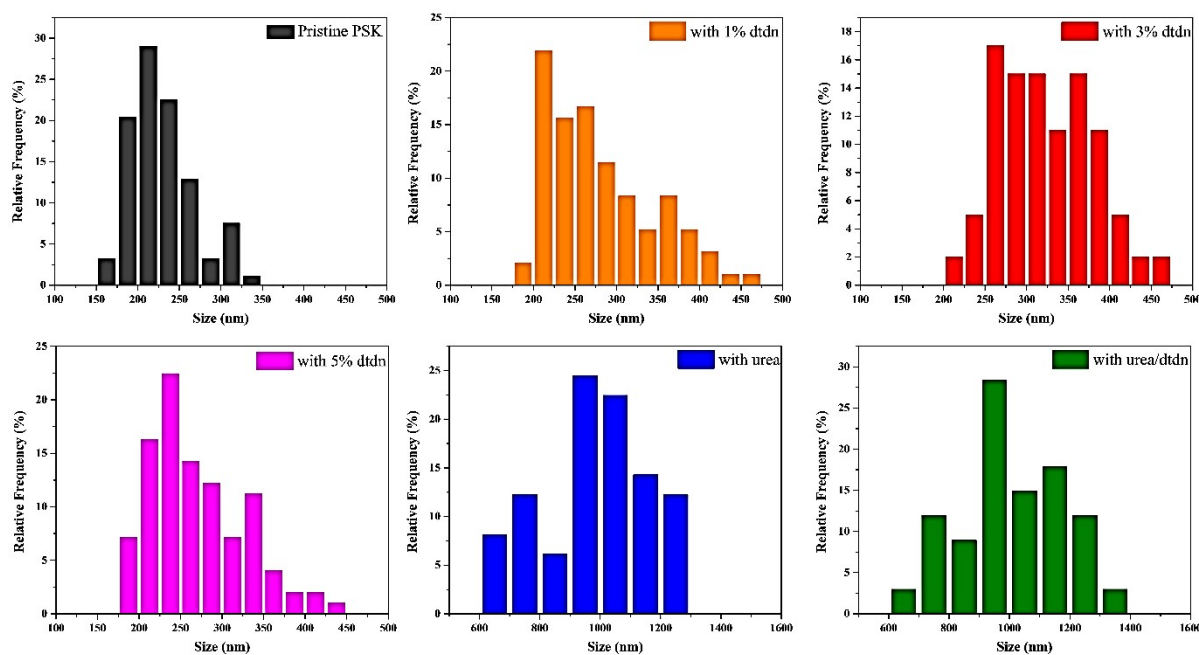 Pristine PSK
Relative Frequency (%)
30
25
20
15
10
5
0
100 150 200 250 300 350 400 450 500
Size (nm)
with 1% dtdn
Relative Frequency (%)
25
20
15
10
5
0
100 150 200 250 300 350 400 450 500
Size (nm)
with 3% dtdn
Relative Frequency (%)
18
16
14
12
10
8
6
4
2
0
100 150 200 250 300 350 400 450 500
Size (nm)
with 5% dtdn
Relative Frequency (%)
25
20
15
10
5
0
100 150 200 250 300 350 400 450 500
Size (nm)
with urea
Relative Frequency (%)
25
20
15
10
5
0
600 800 1000 1200 1400 1600
Size (nm)
with urea/dtdn
Relative Frequency (%)
30
25
20
15
10
5
0
600 800 1000 1200 1400 1600
Size (nm)